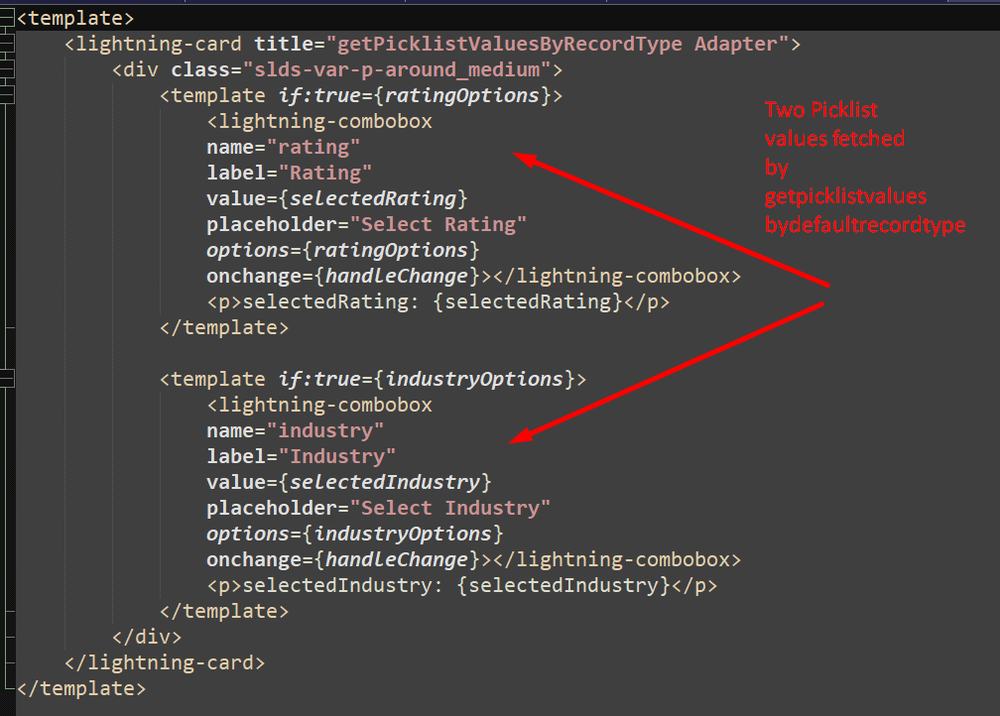 <template>
<lightning-card title="getPicklistValuesByRecordType Adapter">
<div class="slds-var-p-around_medium">
<template if:true={ratingOptions}>
<lightning-combobox
name="rating"
label="Rating"
value={selectedRating}
placeholder="Select Rating"
options={ratingOptions}
onchange={handleChange}></lightning-combobox>
<p>selectedRating: {selectedRating}</p>
</template>
<template if:true={industryOptions}>
<lightning-combobox
name="industry"
label="Industry"
value={selectedIndustry}
placeholder="Select Industry"
options={industryOptions}
onchange={handleChange}></lightning-combobox>
<p>selectedIndustry: {selectedIndustry}</p>
</template>
</div>
</lightning-card>
</template>
Two Picklist
values fetched
by
getpicklistvalues
bydefaultrecordtype